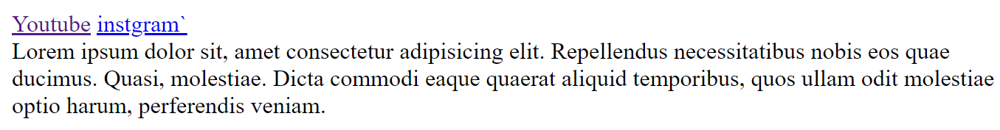 Youtube instgram`
Lorem ipsum dolor sit, amet consectetur adipisicing elit. Repellendus necessitatibus nobis eos quae
ducimus. Quasi, molestiae. Dicta commodi eaque quaerat aliquid temporibus, quos ullam odit molestiae
optio harum, perferendis veniam.